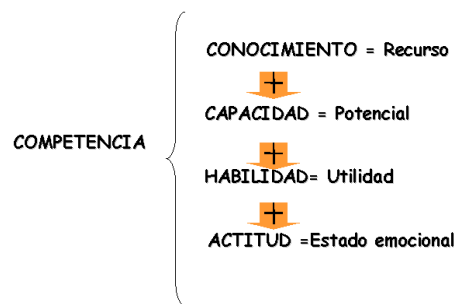 CONOCIMIENTO = Recurso
+
CAPACIDAD = Potencial
COMPETENCIA
+
HABILIDAD= Utilidad
+
ACTITUD =Estado emocional